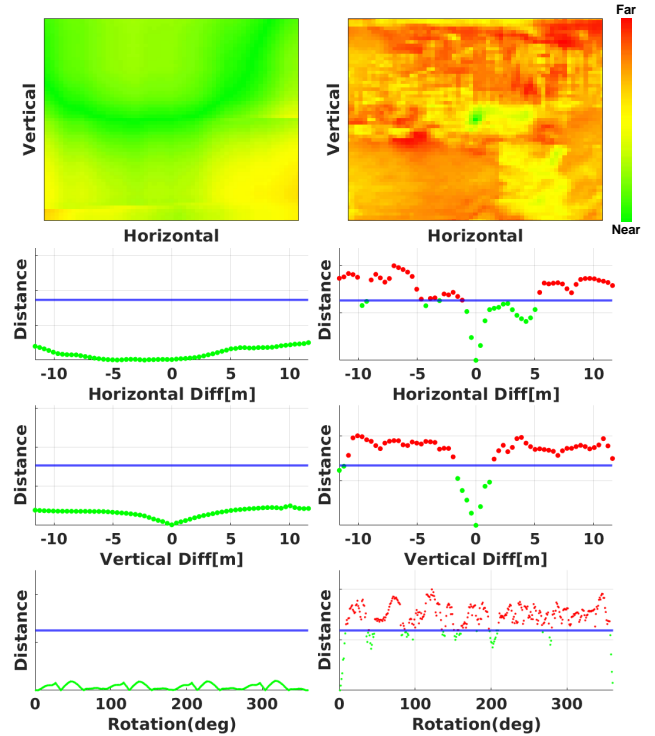 Far
Vertical
Vertical
Near
Horizontal
Horizontal
Distance
Distance
-10 -5 0 5 10
-10 -5 0 5 10
Horizontal Diff[m]
Horizontal Diff[m]
Distance
Distance
-10 -5 0 5 10
-10 -5 0 5 10
Vertical Diff[m]
Vertical Diff[m]
Distance
Distance
0 100 200 300
0 100 200 300
Rotation(deg)
Rotation(deg)